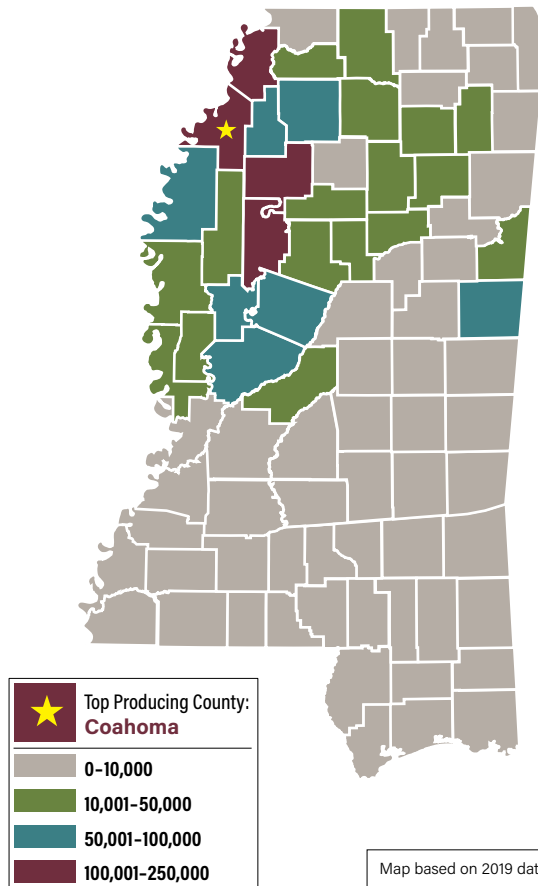 Top Producing County:
Coahoma
0–10,000
10,001–50,000
50,001–100,000
100,001–250,000
Map based on 2019 dat